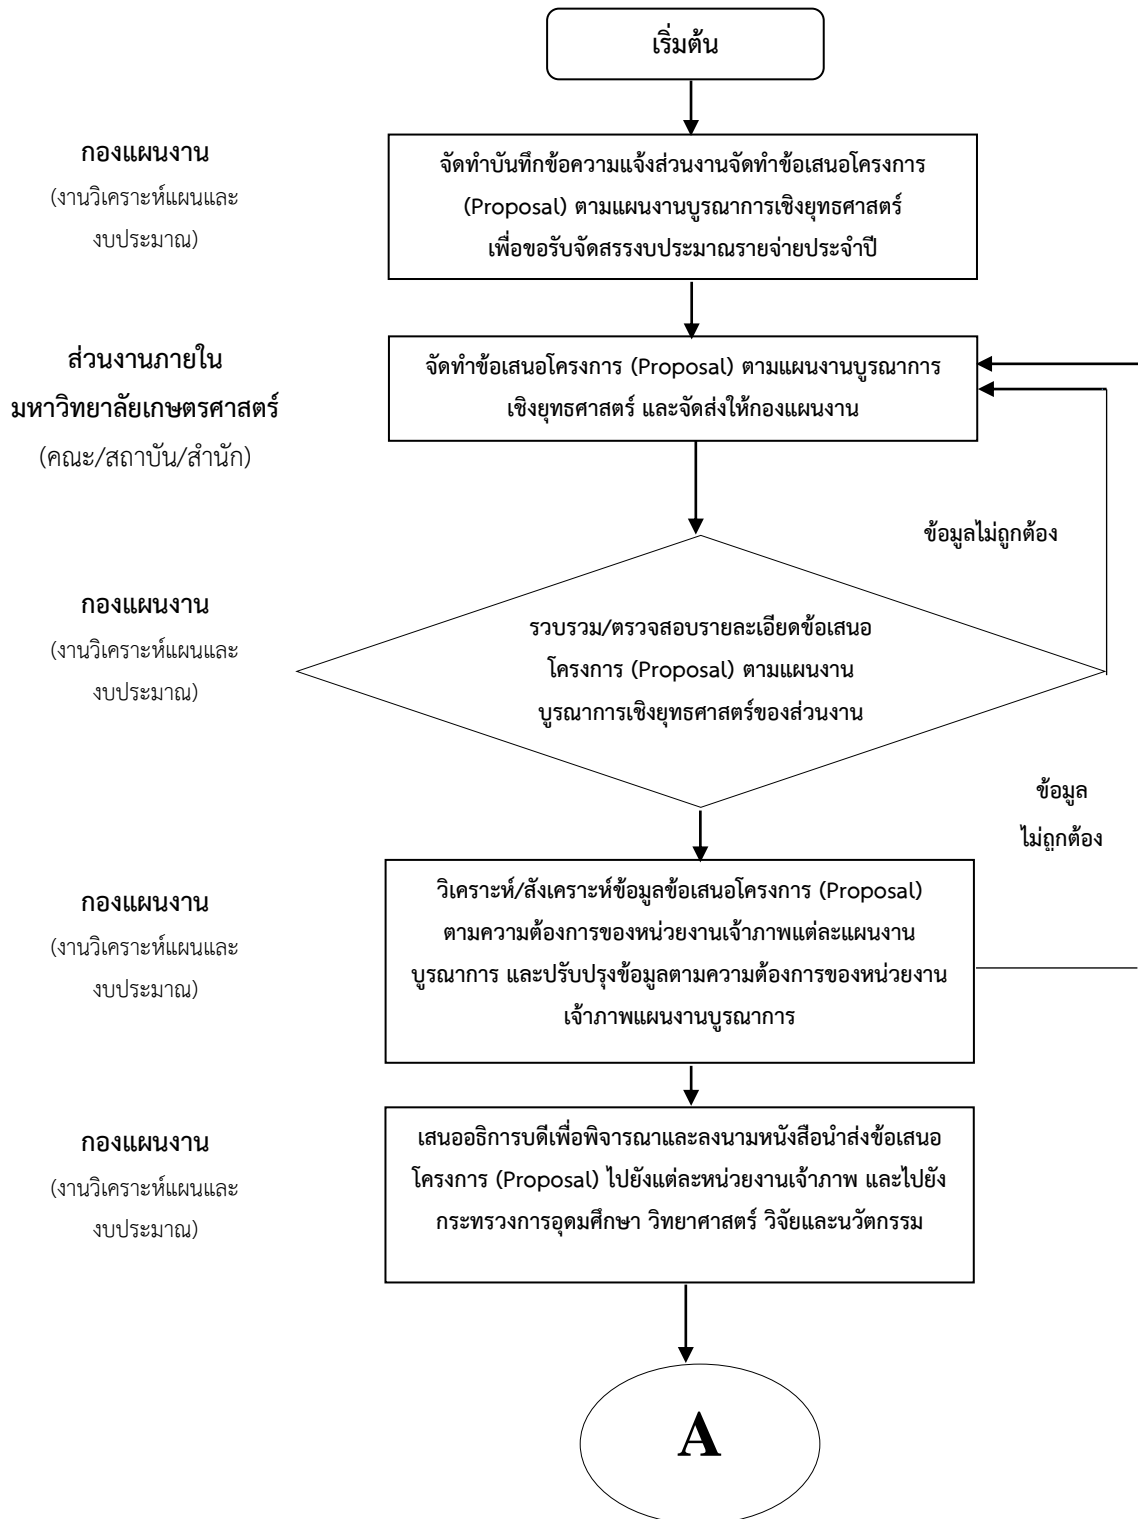 เริ่มต้น
กองแผนงาน
(งานวิเคราะห์แผนและ
งบประมาณ)
จัดทำบันทึกข้อความแจ้งส่วนงานจัดทำข้อเสนอโครงการ
(Proposal) ตามแผนงานบูรณาการเชิงยุทธศาสตร์
เพื่อขอรับจัดสรรงบประมาณรายจ่ายประจำปี
ส่วนงานภายใน
มหาวิทยาลัยเกษตรศาสตร์
(คณะ/สถาบัน/สำนัก)
จัดทำข้อเสนอโครงการ (Proposal) ตามแผนงานบูรณาการ
เชิงยุทธศาสตร์ และจัดส่งให้กองแผนงาน
ข้อมูลไม่ถูกต้อง
กองแผนงาน
(งานวิเคราะห์แผนและ
งบประมาณ)
รวบรวม/ตรวจสอบรายละเอียดข้อเสนอ
โครงการ (Proposal) ตามแผนงาน
บูรณาการเชิงยุทธศาสตร์ของส่วนงาน
ข้อมูล
ไม่ถูกต้อง
กองแผนงาน
(งานวิเคราะห์แผนและ
งบประมาณ)
วิเคราะห์/สังเคราะห์ข้อมูลข้อเสนอโครงการ (Proposal)
ตามความต้องการของหน่วยงานเจ้าภาพแต่ละแผนงาน
บูรณาการ และปรับปรุงข้อมูลตามความต้องการของหน่วยงาน
เจ้าภาพแผนงานบูรณาการ
กองแผนงาน
(งานวิเคราะห์แผนและ
งบประมาณ)
เสนออธิการบดีเพื่อพิจารณาและลงนามหนังสือนำส่งข้อเสนอ
โครงการ (Proposal) ไปยังแต่ละหน่วยงานเจ้าภาพ และไปยัง
กระทรวงการอุดมศึกษา วิทยาศาสตร์ วิจัยและนวัตกรรม
A